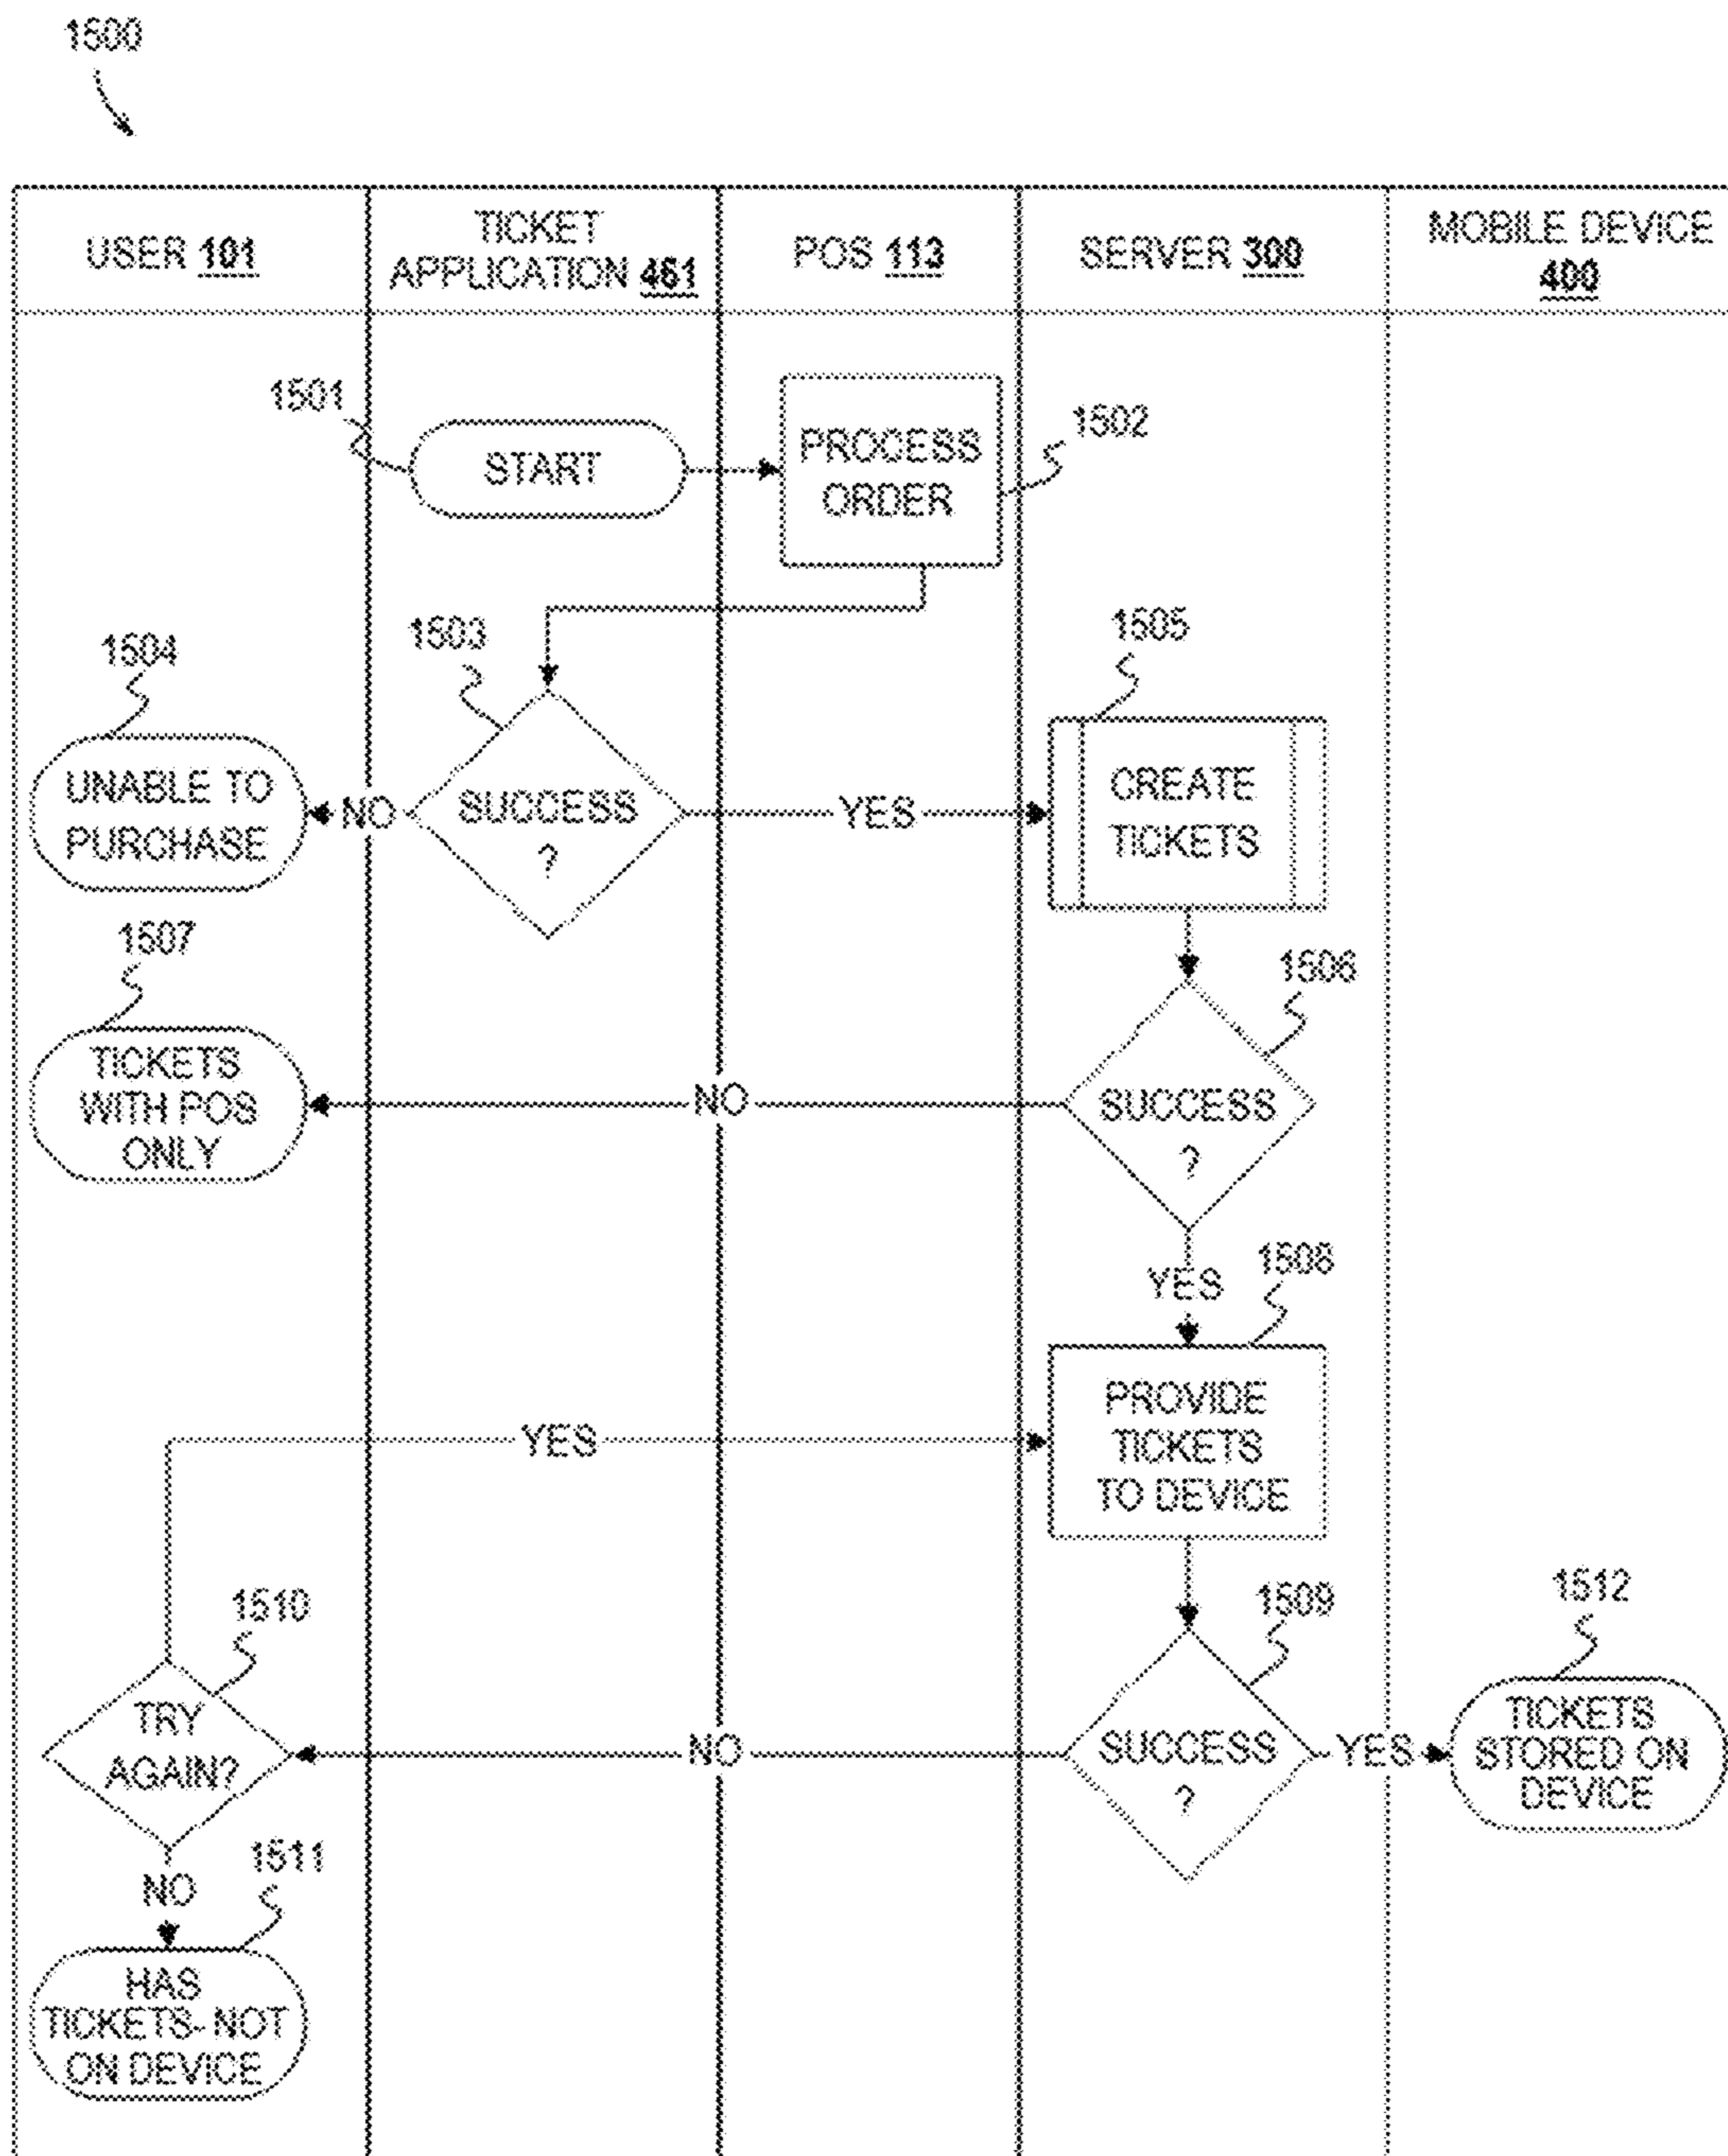 1500
USER 101
TICKET
APPLICATION 461
POS 113
SERVER 300
MOBILE DEVICE
400
1501
START
PROCESS
ORDER
1502
1503
SUCCESS
?
NO
YES
1504
UNABLE TO
PURCHASE
1505
CREATE
TICKETS
1506
SUCCESS
?
NO
1507
TICKETS
WITH POS
ONLY
YES
1508
PROVIDE
TICKETS
TO DEVICE
YES
1509
SUCCESS
?
NO
YES
1510
TRY
AGAIN?
NO
1511
HAS
TICKETS- NOT
ON DEVICE
1512
TICKETS
STORED ON
DEVICE